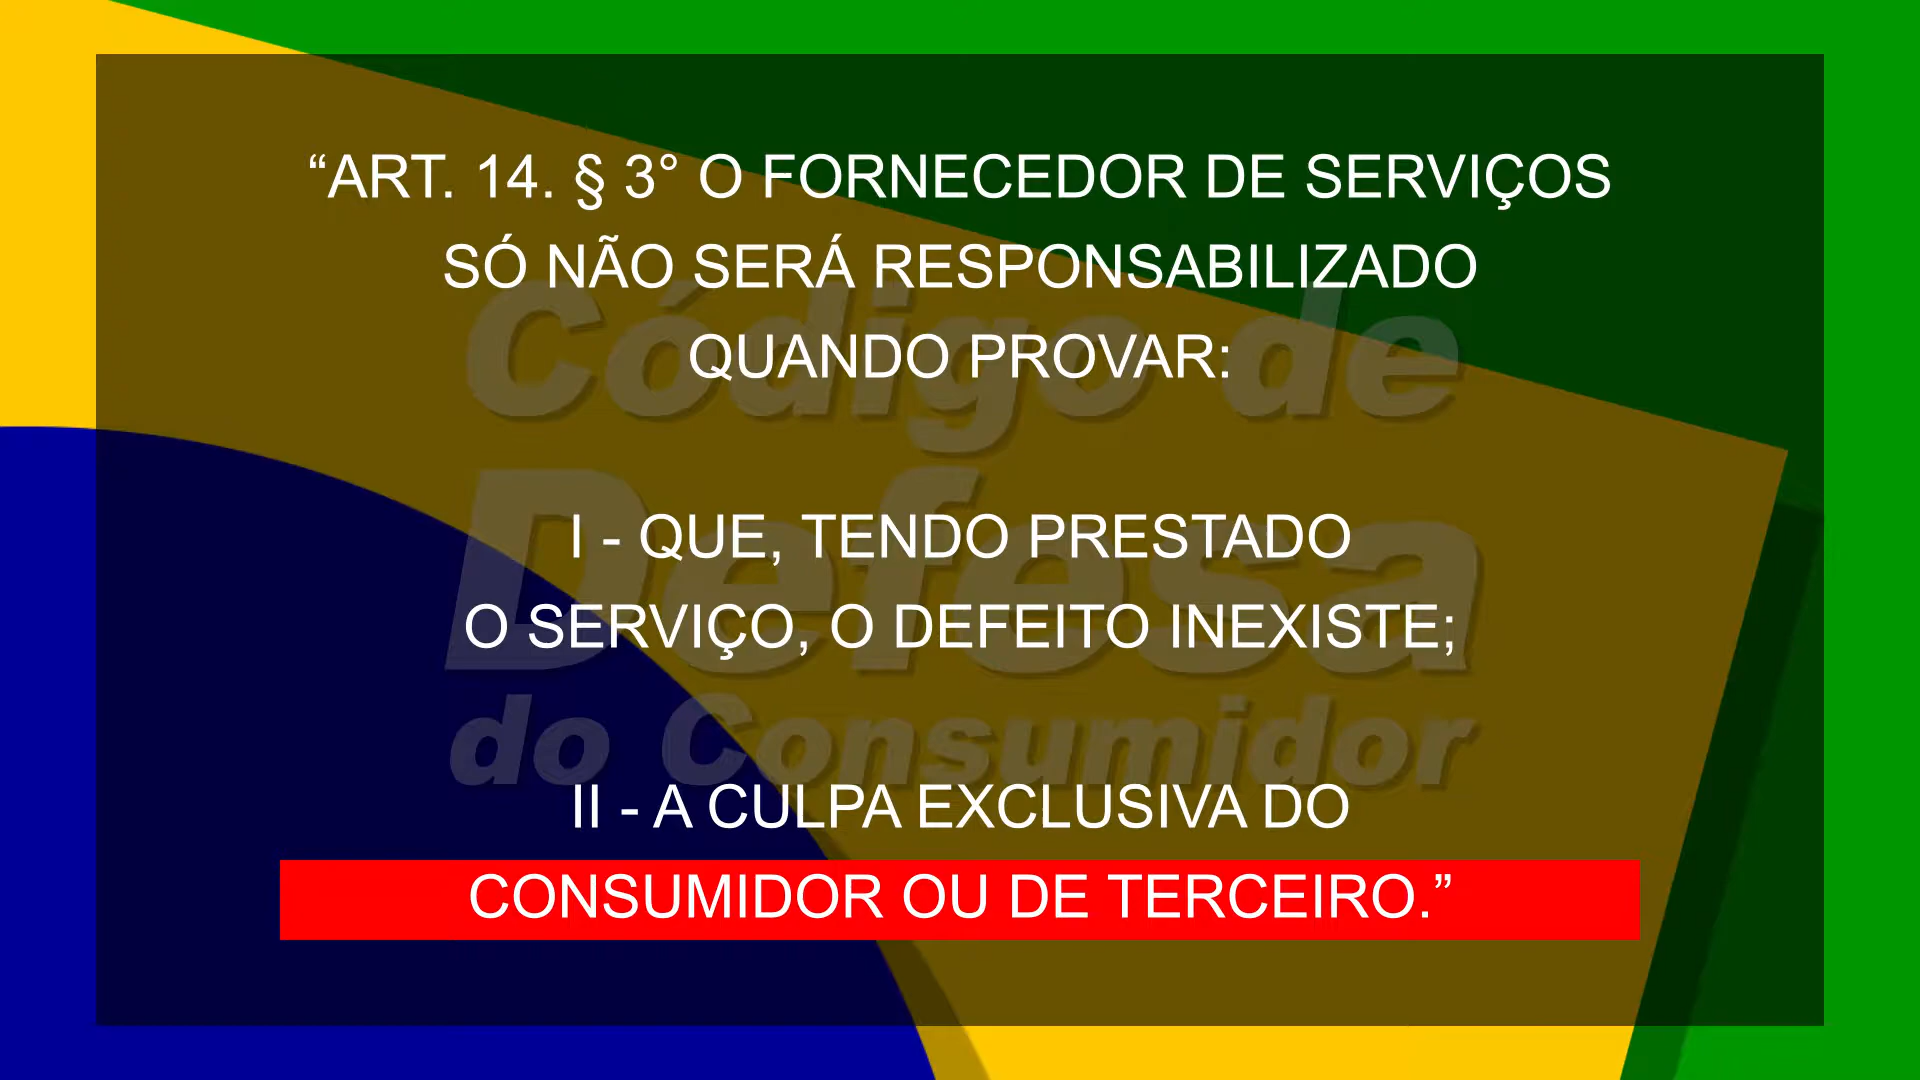 “ART. 14. § 3° O FORNECEDOR DE SERVIÇOS
SÓ NÃO SERÁ RESPONSABILIZADO
QUANDO PROVAR:
I - QUE, TENDO PRESTADO
O SERVIÇO, O DEFEITO INEXISTE;
II - A CULPA EXCLUSIVA DO
CONSUMIDOR OU DE TERCEIRO.”
Código de
Defesa
do Consumidor